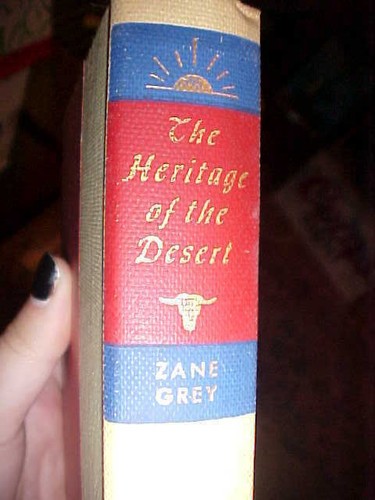 The
Heritage
of the
Desert
ZANE
GREY